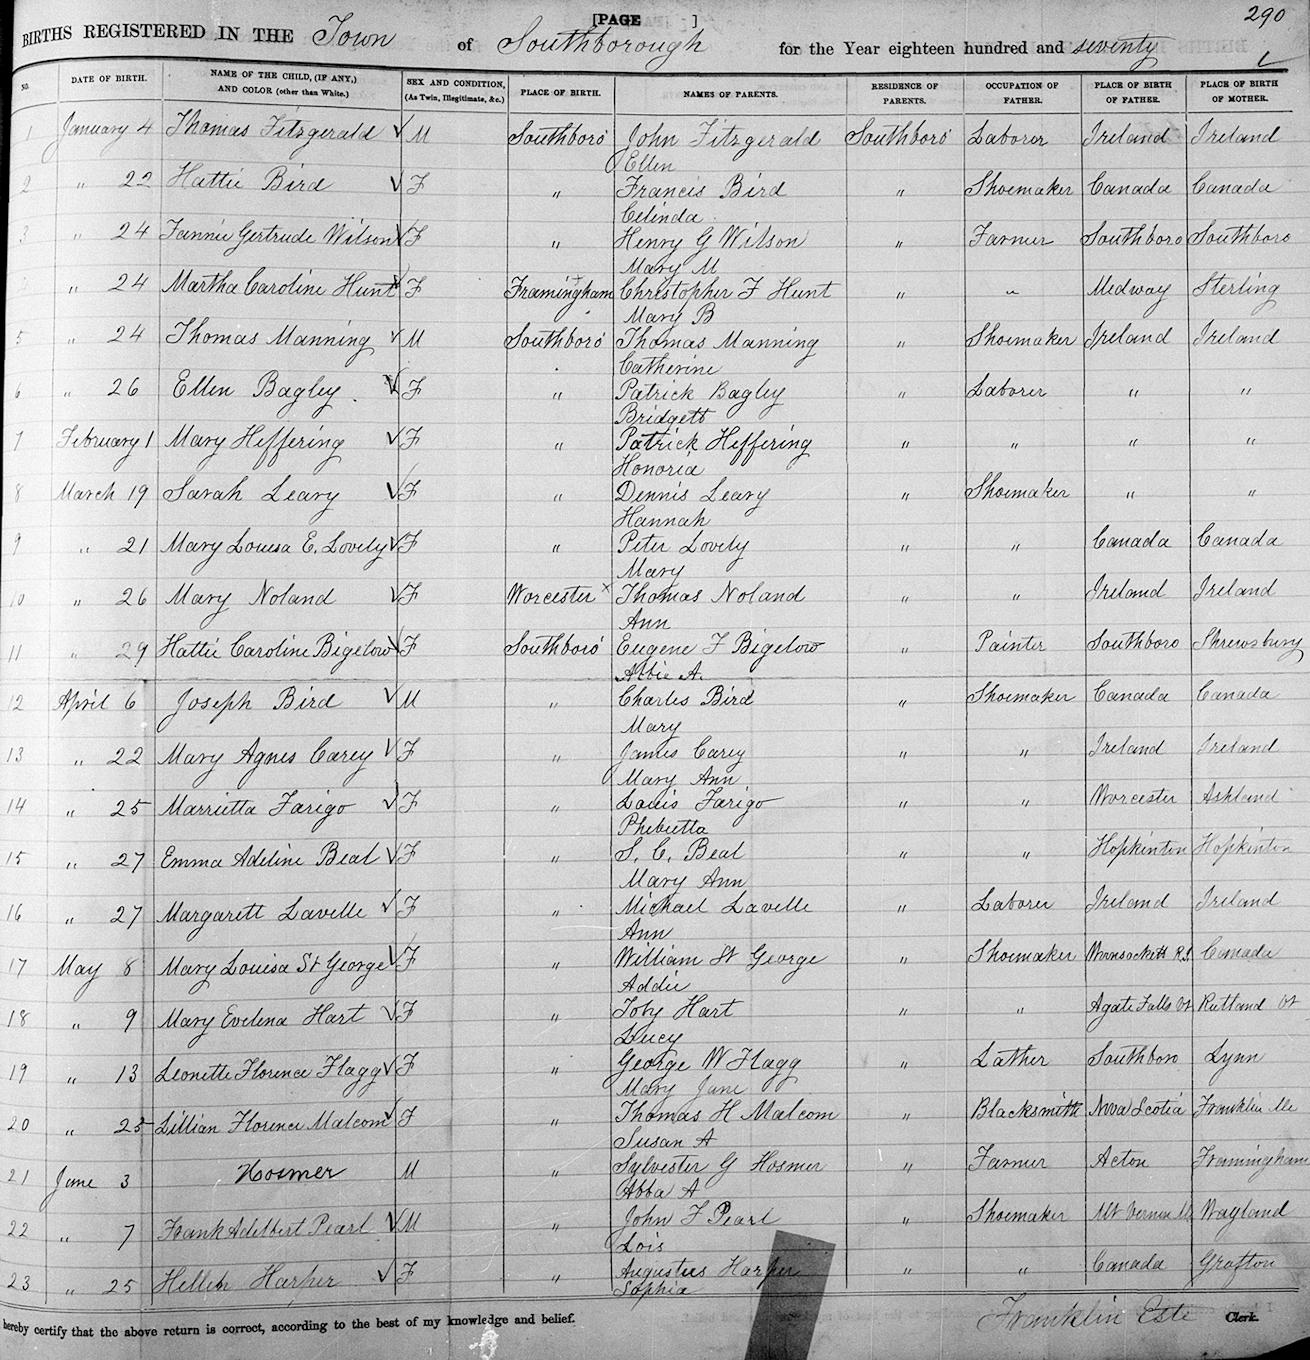 [PAGE ] 290
BIRTHS REGISTERED IN THE Town of Southborough for the Year eighteen hundred and seventy
NO. DATE OF BIRTH. NAME OF THE CHILD, (IF ANY,) AND COLOR (other than White.) SEX AND CONDITION, (As Twin, Illegitimate, &c.) PLACE OF BIRTH. NAMES OF PARENTS. RESIDENCE OF PARENTS. OCCUPATION OF FATHER. PLACE OF BIRTH OF FATHER. PLACE OF BIRTH OF MOTHER.
1 January 4 Thomas Fitzgerald ✓ M Southboro John Fitzgerald Southboro Laborer Ireland Ireland
Ellen
2 " 22 Hattie Bird ✓ F " Francis Bird " Shoemaker Canada Canada
Celinda
3 " 24 Fannie Gertrude Wilson ✓ F " Henry G Wilson " Farmer Southboro Southboro
Mary M
" 24 Martha Caroline Hunt ✓ F Framingham Christopher F Hunt " " Medway Sterling
Mary B
5 " 24 Thomas Manning ✓ M Southboro Thomas Manning " Shoemaker Ireland Ireland
Catherine
6 " 26 Ellen Bagley ✓ F " Patrick Bagley " Laborer " "
Bridgett
7 February 1 Mary Heffering ✓ F " Patrick Heffering " " " "
Honoria
8 March 19 Sarah Leary ✓ F " Dennis Leary " Shoemaker " "
Hannah
9 " 21 Mary Louisa E. Lovely ✓ F " Peter Lovely " " Canada Canada
Mary
10 " 26 Mary Noland ✓ F Worcester × Thomas Noland " " Ireland Ireland
Ann
11 " 29 Hattie Caroline Bigelow ✓ F Southboro Eugene F Bigelow " Painter Southboro Shrewsbury
Abbie A.
12 April 6 Joseph Bird ✓ M " Charles Bird " Shoemaker Canada Canada
Mary
13 " 22 Mary Agnes Carey ✓ F " James Carey " " Ireland Ireland
Mary Ann
14 " 25 Marrietta Farigo ✓ F " Louis Farigo " " Worcester Ashland
Phebietta
15 " 27 Emma Adeline Beal ✓ F " S. C. Beal " " Hopkinton Hopkinton
Mary Ann
16 " 27 Margarett Lavelle ✓ F " Michael Lavelle " Laborer Ireland Ireland
Ann
17 May 8 Mary Louisa St George ✓ F " William St George " Shoemaker Woonsockett R.I. Canada
Addie
18 " 9 Mary Evelena Hart ✓ F " Toby Hart " " Agate Falls Vt Rutland Vt
Lucy
19 " 13 Leonette Florence Flagg ✓ F " George W Flagg " Lather Southboro Lynn
Mary Jane
20 " 25 Lillian Florence Malcom ✓ F " Thomas H Malcom " Blacksmith Nova Scotia Franklin Me
Susan A
21 June 3 Hosmer M " Sylvester G Hosmer " Farmer Acton Framingham
Abba A
22 " 7 Frank Adelbert Pearl ✓ M " John F Pearl " Shoemaker Mt Vernon Me Wayland
Lois
23 " 25 Hellen Harper ✓ F " Augustus Harper " " Canada Grafton
Sophia
hereby certify that the above return is correct, according to the best of my knowledge and belief. Franklin Este Clerk.